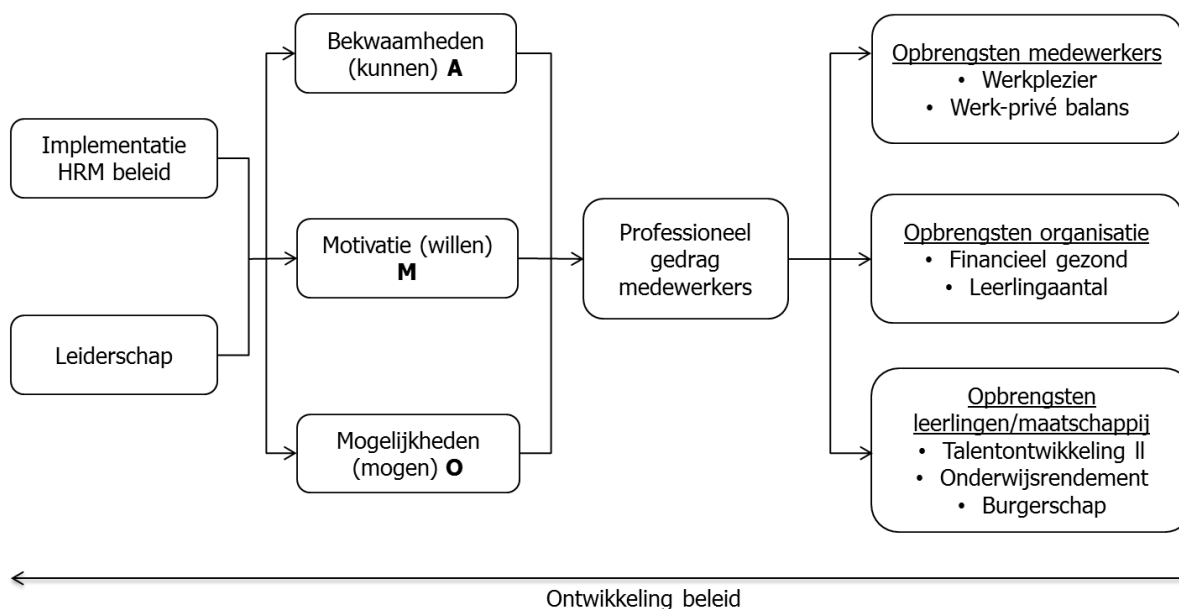 Implementatie
HRM beleid
Leiderschap
Bekwaamheden
(kunnen) A
Motivatie (willen)
M
Mogelijkheden
(mogen) O
Professioneel
gedrag
medewerkers
Opbrengsten medewerkers
• Werkplezier
• Werk-privé balans
Opbrengsten organisatie
• Financieel gezond
• Leerlingaantal
Opbrengsten
leerlingen/maatschappij
• Talentontwikkeling ll
• Onderwijsrendement
• Burgerschap
Ontwikkeling beleid